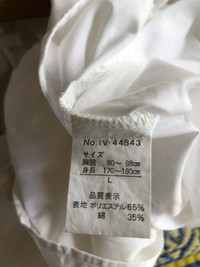 No.IV-44843
サイズ
胸囲 90～ 98cm
身長 170～180cm
L
品質表示
表地 ポリエステル65%
綿 35%